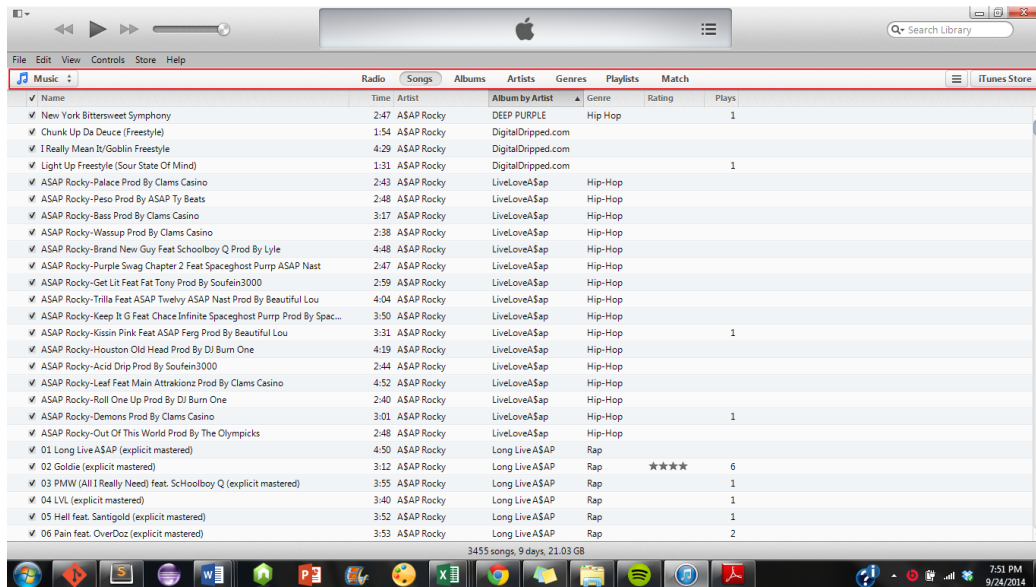 Search Library
File Edit View Controls Store Help
Music Radio Songs Albums Artists Genres Playlists Match iTunes Store
Name Time Artist Album by Artist Genre Rating Plays
New York Bittersweet Symphony 2:47 A$AP Rocky DEEP PURPLE Hip Hop 1
Chunk Up Da Deuce (Freestyle) 1:54 A$AP Rocky DigitalDripped.com
I Really Mean It/Goblin Freestyle 4:29 A$AP Rocky DigitalDripped.com
Light Up Freestyle (Sour State Of Mind) 1:31 A$AP Rocky DigitalDripped.com 1
ASAP Rocky-Palace Prod By Clams Casino 2:43 A$AP Rocky LiveLoveA$ap Hip-Hop
ASAP Rocky-Peso Prod By ASAP Ty Beats 2:48 A$AP Rocky LiveLoveA$ap Hip-Hop
ASAP Rocky-Bass Prod By Clams Casino 3:17 A$AP Rocky LiveLoveA$ap Hip-Hop
ASAP Rocky-Wassup Prod By Clams Casino 2:38 A$AP Rocky LiveLoveA$ap Hip-Hop
ASAP Rocky-Brand New Guy Feat Schoolboy Q Prod By Lyle 4:48 A$AP Rocky LiveLoveA$ap Hip-Hop
ASAP Rocky-Purple Swag Chapter 2 Feat Spaceghost Purrp ASAP Nast 2:47 A$AP Rocky LiveLoveA$ap Hip-Hop
ASAP Rocky-Get Lit Feat Fat Tony Prod By Soufein3000 2:59 A$AP Rocky LiveLoveA$ap Hip-Hop
ASAP Rocky-Trilla Feat ASAP Twelvy ASAP Nast Prod By Beautiful Lou 4:04 A$AP Rocky LiveLoveA$ap Hip-Hop
ASAP Rocky-Keep It G Feat Chace Infinite Spaceghost Purrp Prod By Spac... 3:50 A$AP Rocky LiveLoveA$ap Hip-Hop
ASAP Rocky-Kissin Pink Feat ASAP Ferg Prod By Beautiful Lou 3:31 A$AP Rocky LiveLoveA$ap Hip-Hop 1
ASAP Rocky-Houston Old Head Prod By DJ Burn One 4:19 A$AP Rocky LiveLoveA$ap Hip-Hop
ASAP Rocky-Acid Drip Prod By Soufein3000 2:44 A$AP Rocky LiveLoveA$ap Hip-Hop
ASAP Rocky-Leaf Feat Main Attrakionz Prod By Clams Casino 4:52 A$AP Rocky LiveLoveA$ap Hip-Hop
ASAP Rocky-Roll One Up Prod By DJ Burn One 2:40 A$AP Rocky LiveLoveA$ap Hip-Hop
ASAP Rocky-Demons Prod By Clams Casino 3:01 A$AP Rocky LiveLoveA$ap Hip-Hop 1
ASAP Rocky-Out Of This World Prod By The Olympicks 2:48 A$AP Rocky LiveLoveA$ap Hip-Hop
01 Long Live A$AP (explicit mastered) 4:50 A$AP Rocky Long Live A$AP Rap
02 Goldie (explicit mastered) 3:12 A$AP Rocky Long Live A$AP Rap ★★★★ 6
03 PMW (All I Really Need) feat. ScHoolboy Q (explicit mastered) 3:55 A$AP Rocky Long Live A$AP Rap 1
04 LVL (explicit mastered) 3:40 A$AP Rocky Long Live A$AP Rap 1
05 Hell feat. Santigold (explicit mastered) 3:52 A$AP Rocky Long Live A$AP Rap 1
06 Pain feat. OverDoz (explicit mastered) 3:53 A$AP Rocky Long Live A$AP Rap 2
3455 songs, 9 days, 21.03 GB
7:51 PM
9/24/2014